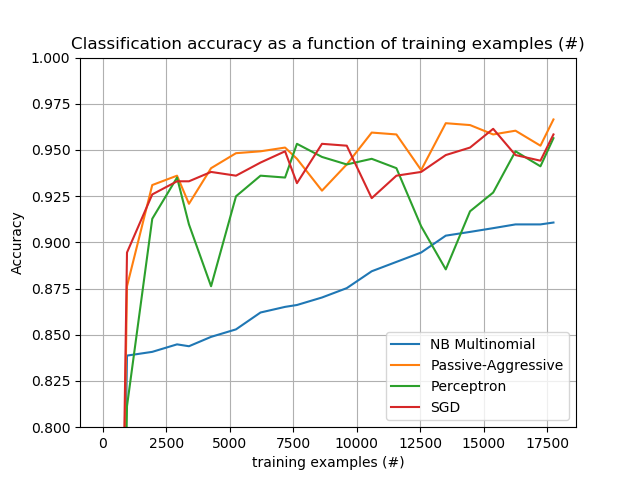 Classification accuracy as a function of training examples (#)
1.000
0.975
0.950
0.925
0.900
0.875
0.850
0.825
0.800
Accuracy
NB Multinomial
Passive-Aggressive
Perceptron
SGD
0 2500 5000 7500 10000 12500 15000 17500
training examples (#)